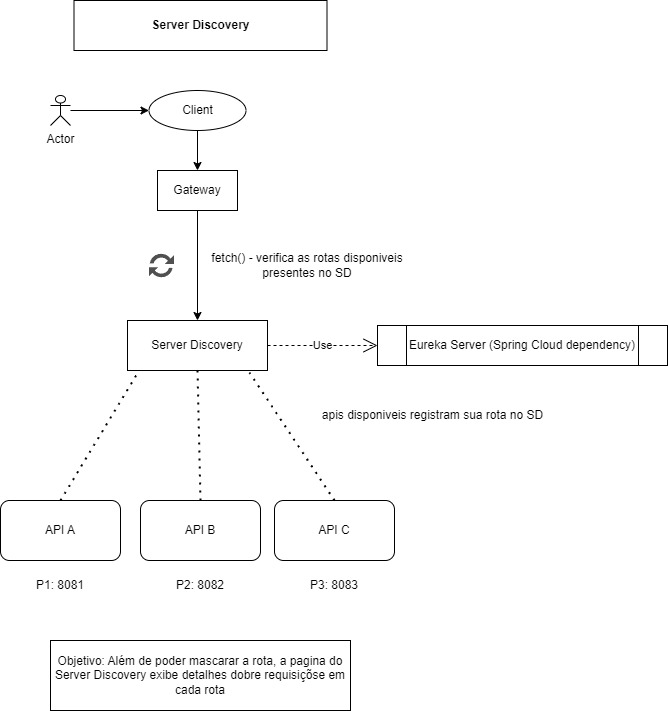 Server Discovery
Client
Actor
Gateway
fetch() - verifica as rotas disponiveis
presentes no SD
Server Discovery
Use
Eureka Server (Spring Cloud dependency)
apis disponiveis registram sua rota no SD
API A
API B
API C
P1: 8081
P2: 8082
P3: 8083
Objetivo: Além de poder mascarar a rota, a pagina do
Server Discovery exibe detalhes dobre requisiçõse em
cada rota